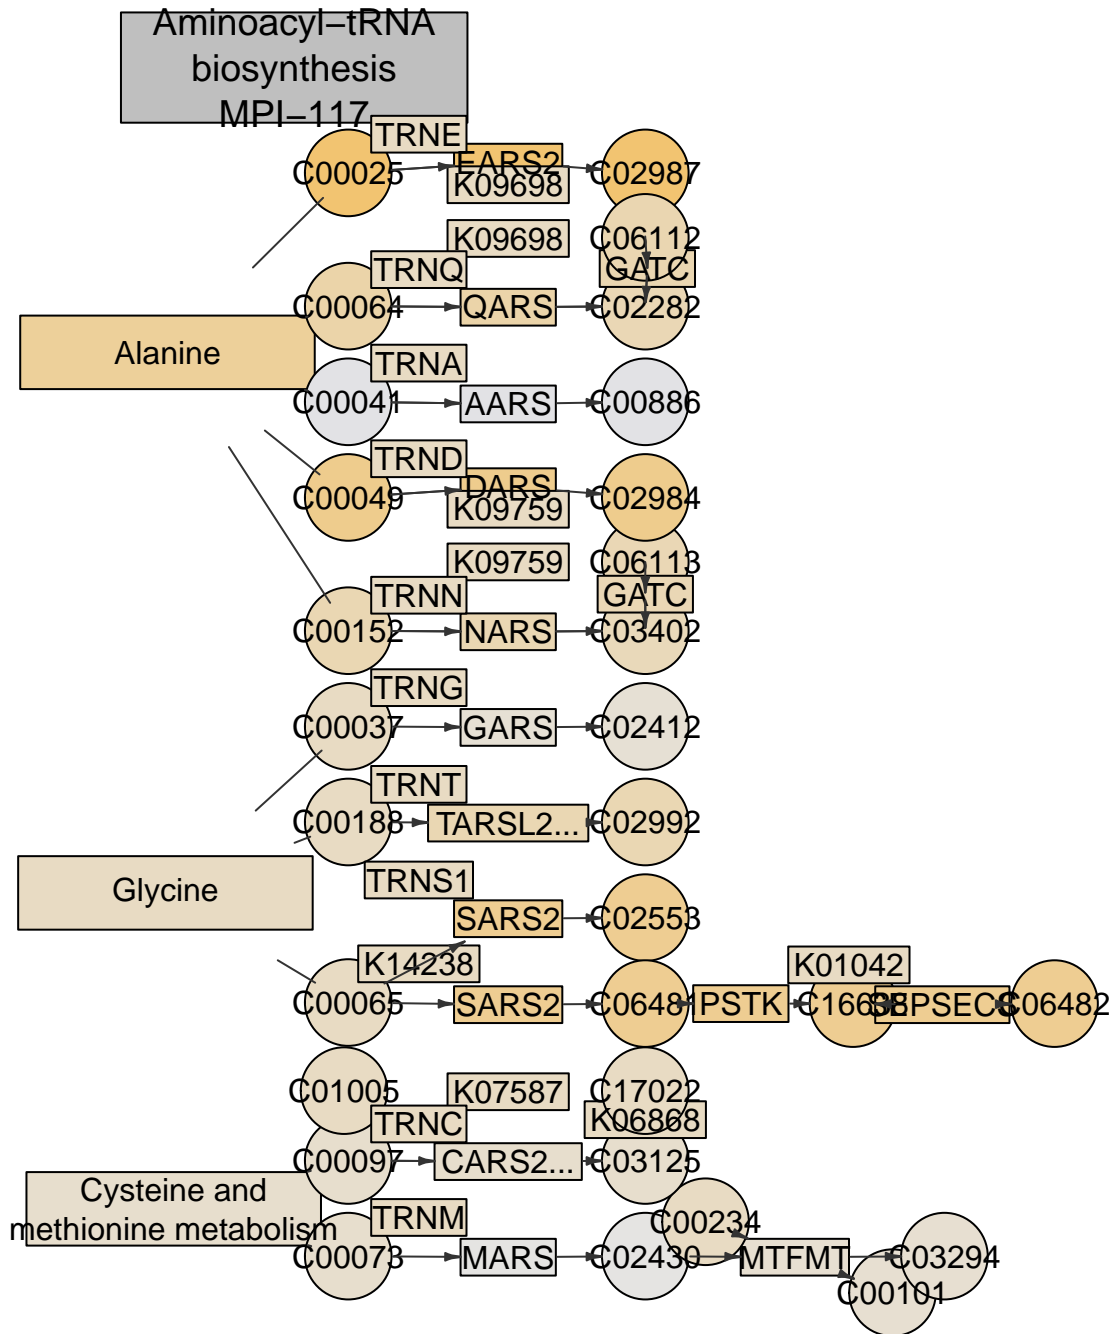 Aminoacyl−tRNA
biosynthesis
MPI−117
TRNE
C00025
EARS2
C02987
K09698
K09698
C06112
TRNQ
GATC
C00064
QARS
C02282
Alanine
TRNA
C00041
AARS
C00886
TRND
C00049
DARS
C02984
K09759
K09759
C06113
TRNN
GATC
C00152
NARS
C03402
TRNG
C00037
GARS
C02412
TRNT
C00188
TARSL2...
C02992
Glycine
TRNS1
SARS2
C02553
K14238
K01042
C00065
SARS2
C06481
PSTK
C16638
SEPSECS
C06482
C01005
K07587
C17022
TRNC
K06868
C00097
CARS2...
C03125
Cysteine and
methionine metabolism
TRNM
C00234
C00073
MARS
C02430
MTFMT
C03294
C00101